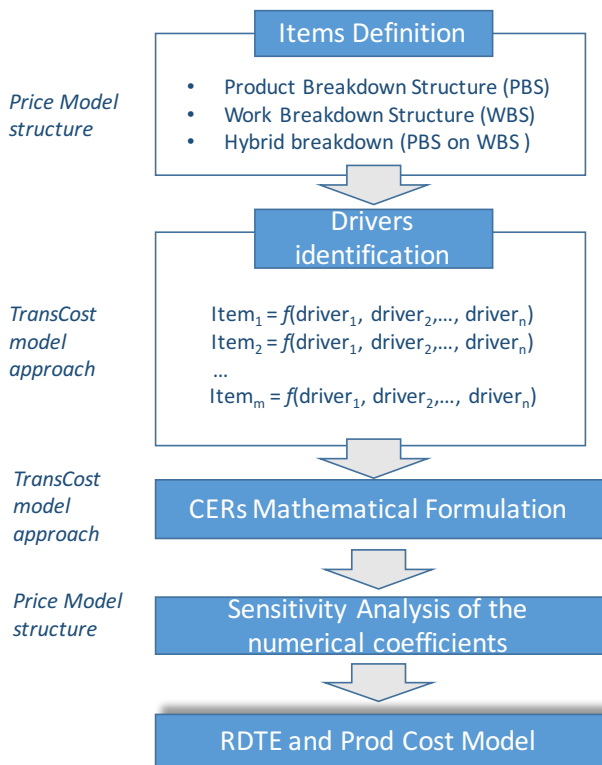 Items Definition
Price Model
structure
• Product Breakdown Structure (PBS)
• Work Breakdown Structure (WBS)
• Hybrid breakdown (PBS on WBS )
Drivers
identification
TransCost
model
approach
Item₁ = f(driver₁, driver₂,…, driverₙ)
Item₂ = f(driver₁, driver₂,…, driverₙ)
…
Itemₘ = f(driver₁, driver₂,…, driverₙ)
TransCost
model
approach
CERs Mathematical Formulation
Price Model
structure
Sensitivity Analysis of the
numerical coefficients
RDTE and Prod Cost Model